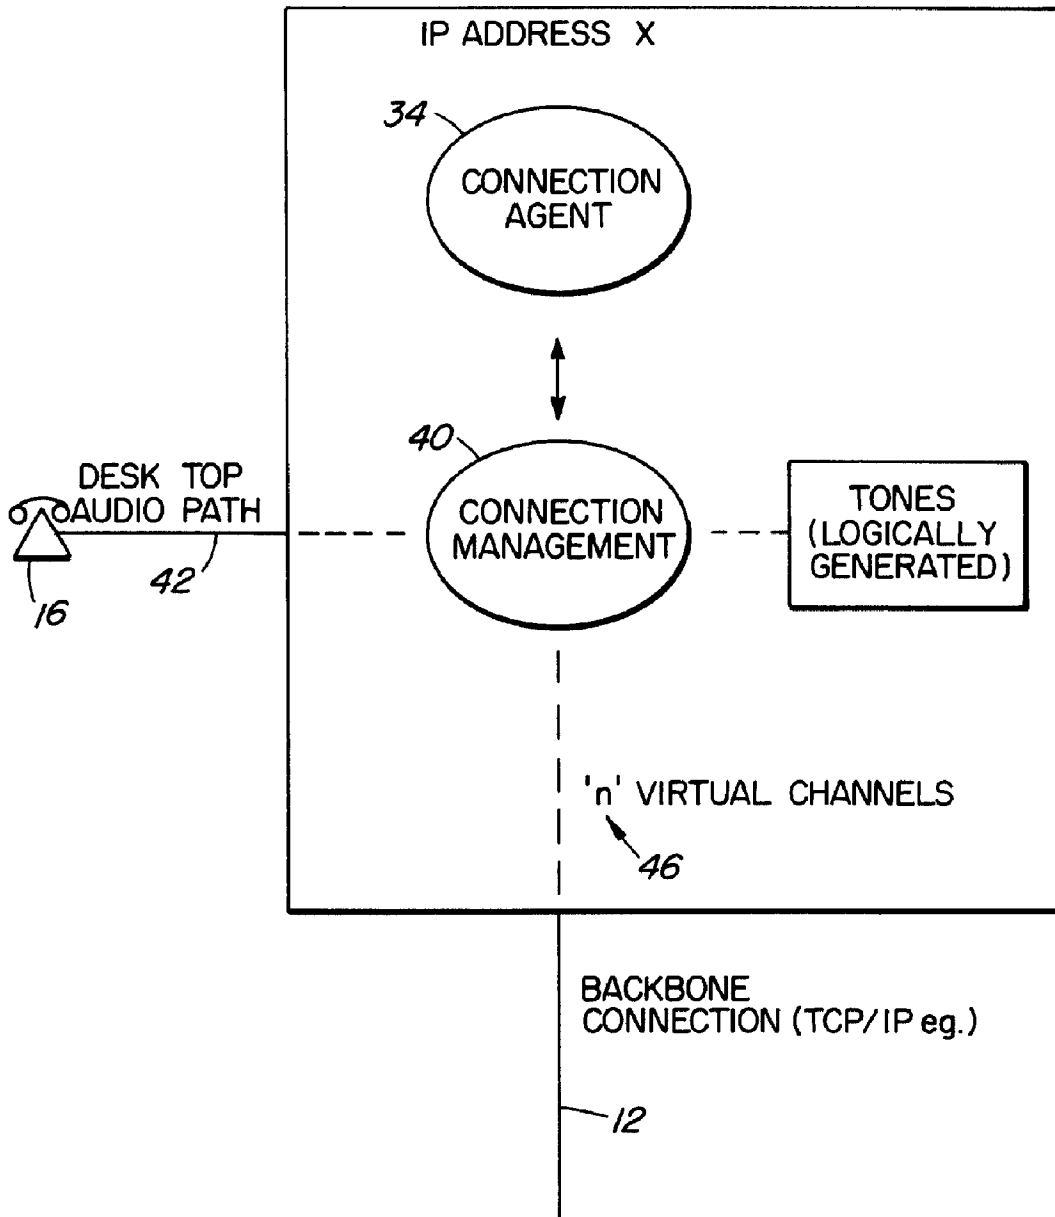 IP ADDRESS X
34
CONNECTION
AGENT
40
CONNECTION
MANAGEMENT
DESK TOP
AUDIO PATH
42
16
TONES
(LOGICALLY
GENERATED)
'n' VIRTUAL CHANNELS
46
BACKBONE
CONNECTION (TCP/IP eg.)
12